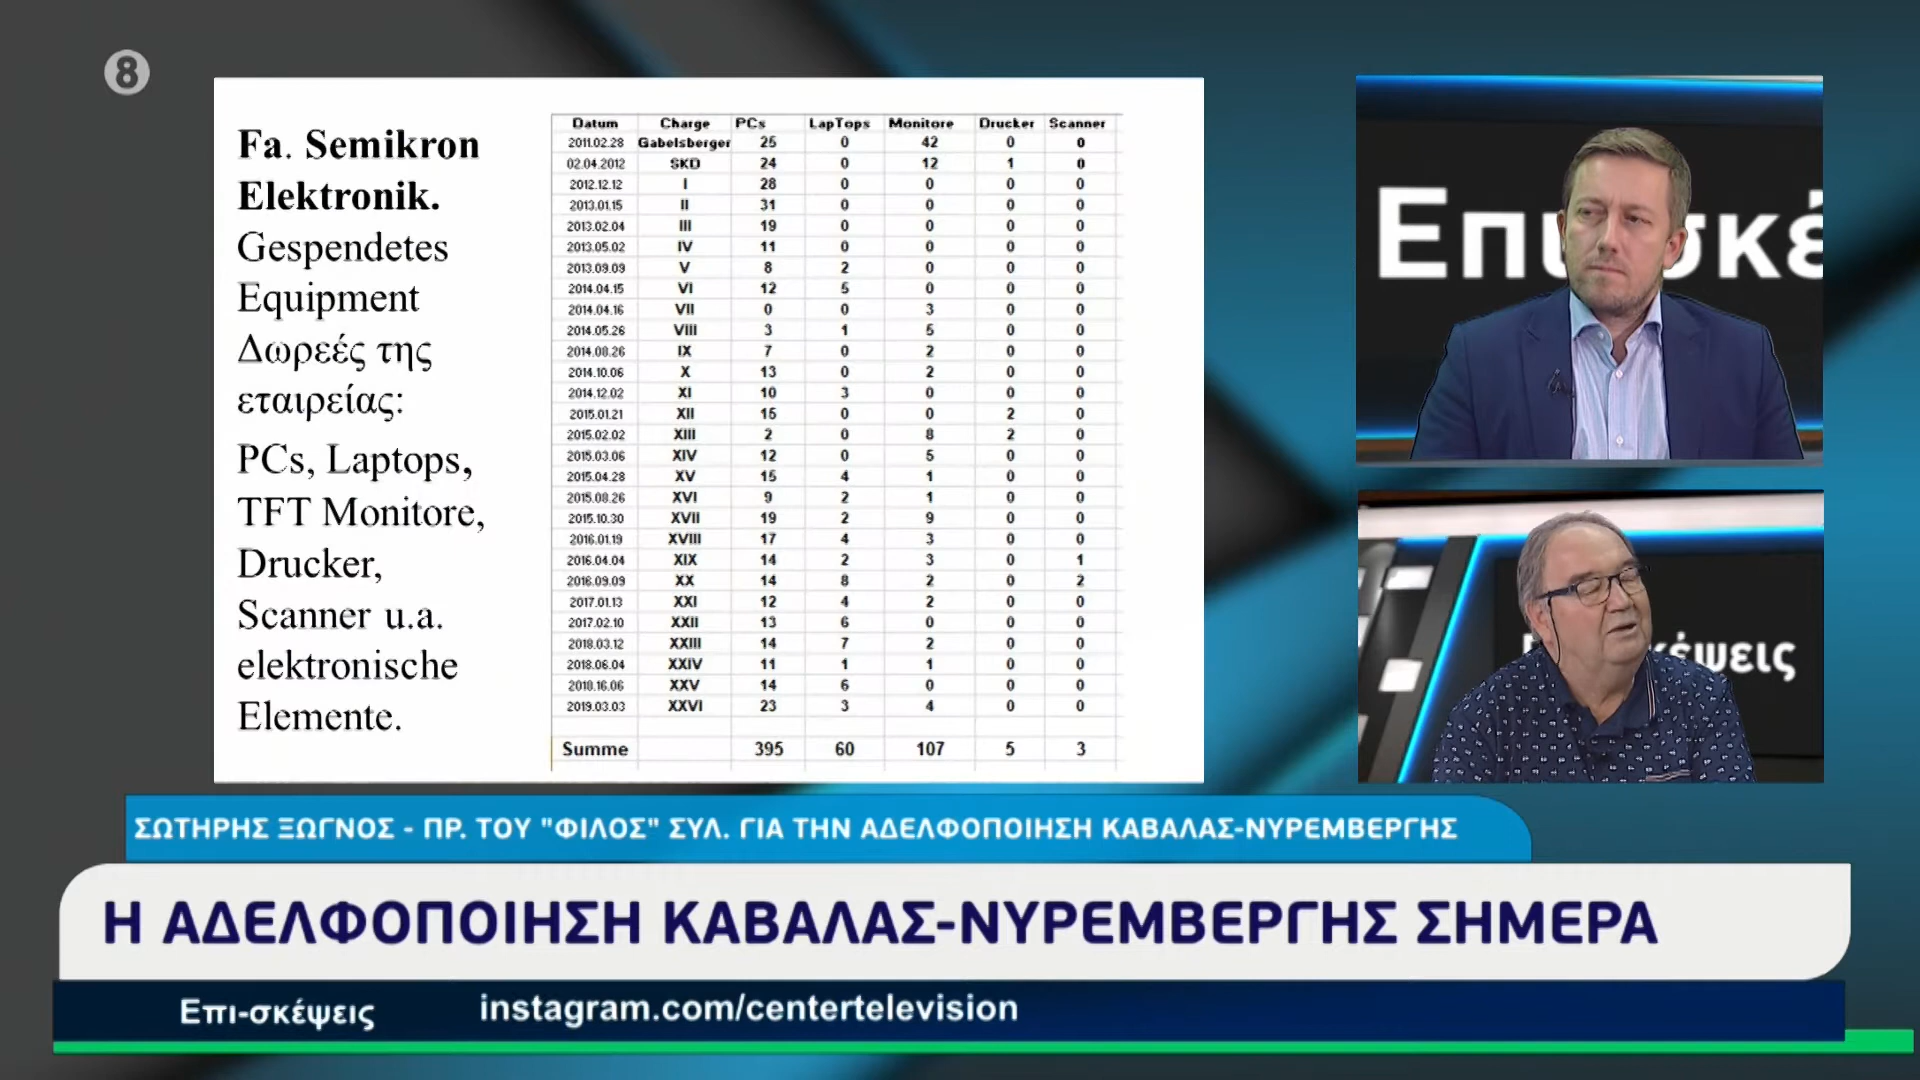 8
Fa. Semikron
Elektronik.
Gespendetes
Equipment
Δωρεές της
εταιρείας:
PCs, Laptops,
TFT Monitore,
Drucker,
Scanner u.a.
elektronische
Elemente.
Datum Charge PCs LapTops Monitore Drucker Scanner
2011.02.28 Gabelsberger 25 0 42 0 0
02.04.2012 SKD 24 0 12 1 0
2012.12.12 I 28 0 0 0 0
2013.01.15 II 31 0 0 0 0
2013.02.04 III 19 0 0 0 0
2013.05.02 IV 11 0 0 0 0
2013.09.09 V 8 2 0 0 0
2014.04.15 VI 12 5 0 0 0
2014.04.16 VII 0 0 3 0 0
2014.05.26 VIII 3 1 5 0 0
2014.08.26 IX 7 0 2 0 0
2014.10.06 X 13 0 2 0 0
2014.12.02 XI 10 3 0 0 0
2015.01.21 XII 15 0 0 2 0
2015.02.02 XIII 2 0 8 2 0
2015.03.06 XIV 12 0 5 0 0
2015.04.28 XV 15 4 1 0 0
2015.08.26 XVI 9 2 1 0 0
2015.10.30 XVII 19 2 9 0 0
2016.01.19 XVIII 17 4 3 0 0
2016.04.04 XIX 14 2 3 0 1
2016.09.09 XX 14 8 2 0 2
2017.01.13 XXI 12 4 2 0 0
2017.02.10 XXII 13 6 0 0 0
2018.03.12 XXIII 14 7 2 0 0
2018.06.04 XXIV 11 1 1 0 0
2018.16.06 XXV 14 6 0 0 0
2019.03.03 XXVI 23 3 4 0 0
Summe 395 60 107 5 3
ΣΩΤΗΡΗΣ ΞΩΓΝΟΣ - ΠΡ. ΤΟΥ "ΦΙΛΟΣ" ΣΥΛ. ΓΙΑ ΤΗΝ ΑΔΕΛΦΟΠΟΙΗΣΗ ΚΑΒΑΛΑΣ-ΝΥΡΕΜΒΕΡΓΗΣ
Η ΑΔΕΛΦΟΠΟΙΗΣΗ ΚΑΒΑΛΑΣ-ΝΥΡΕΜΒΕΡΓΗΣ ΣΗΜΕΡΑ
Επι-σκέψεις instagram.com/centertelevision